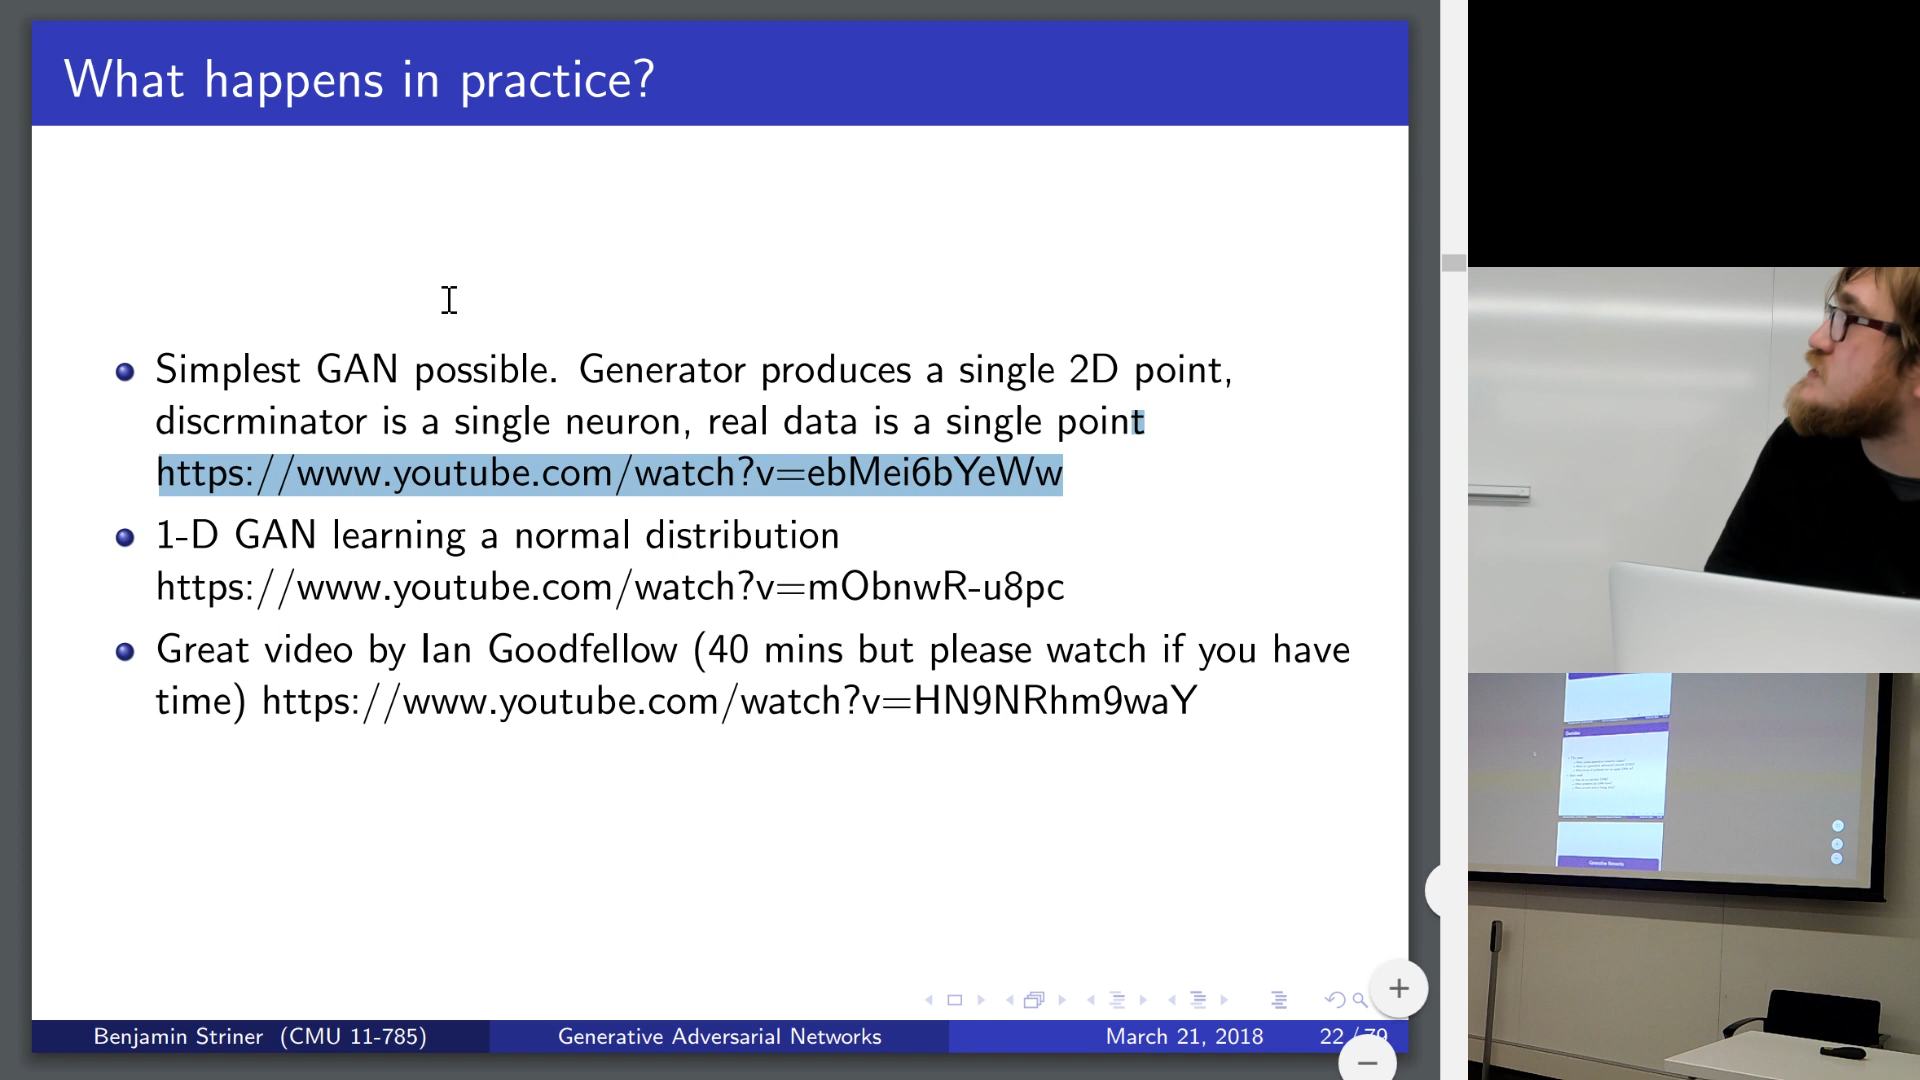 What happens in practice?
Simplest GAN possible. Generator produces a single 2D point,
discrminator is a single neuron, real data is a single point
https://www.youtube.com/watch?v=ebMei6bYeWw
1-D GAN learning a normal distribution
https://www.youtube.com/watch?v=mObnwR-u8pc
Great video by Ian Goodfellow (40 mins but please watch if you have
time) https://www.youtube.com/watch?v=HN9NRhm9waY
Benjamin Striner (CMU 11-785) Generative Adversarial Networks March 21, 2018 22 / 79
Generative Networks